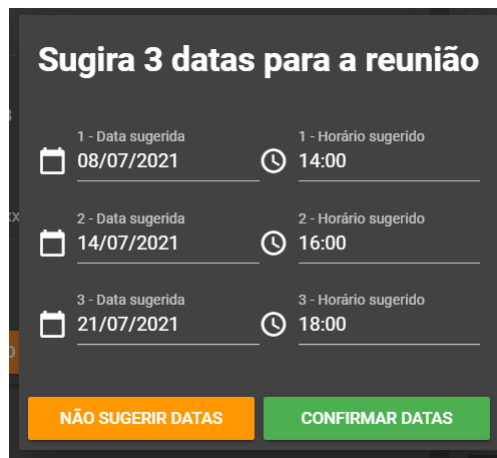 Sugira 3 datas para a reunião
1 - Data sugerida
1 - Horário sugerido
08/07/2021
14:00
2 - Data sugerida
2 - Horário sugerido
14/07/2021
16:00
3 - Data sugerida
3 - Horário sugerido
21/07/2021
18:00
NÃO SUGERIR DATAS
CONFIRMAR DATAS